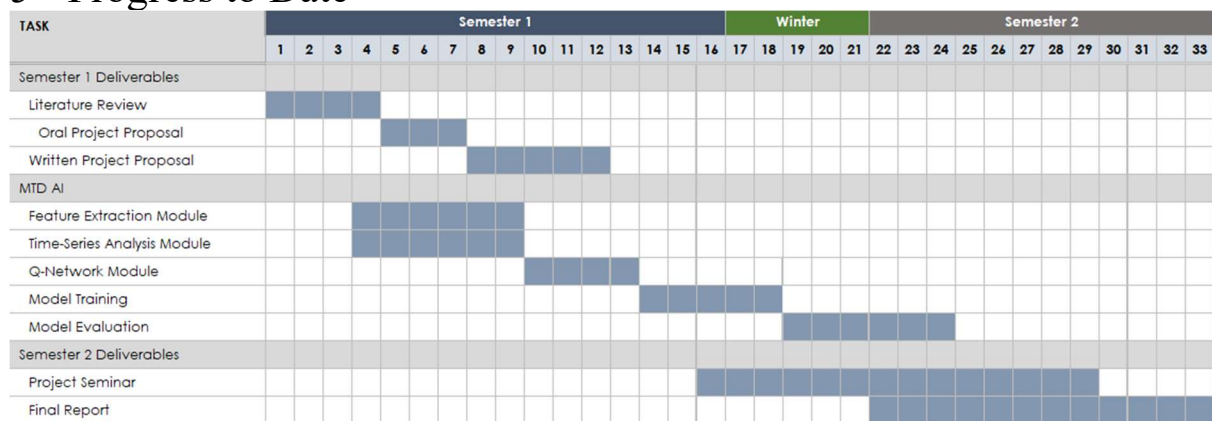 5 Progress to Date
TASK Semester 1 Winter Semester 2
1 2 3 4 5 6 7 8 9 10 11 12 13 14 15 16 17 18 19 20 21 22 23 24 25 26 27 28 29 30 31 32 33
Semester 1 Deliverables
Literature Review
Oral Project Proposal
Written Project Proposal
MTD AI
Feature Extraction Module
Time-Series Analysis Module
Q-Network Module
Model Training
Model Evaluation
Semester 2 Deliverables
Project Seminar
Final Report